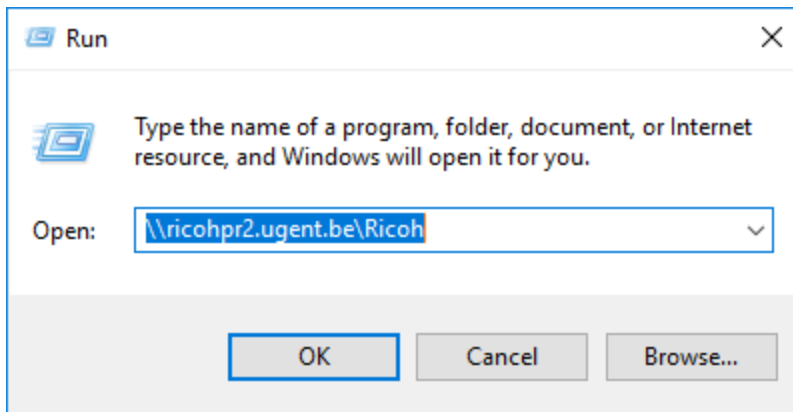 Run
Type the name of a program, folder, document, or Internet
resource, and Windows will open it for you.
Open: \\ricohpr2.ugent.be\Ricoh
OK Cancel Browse...